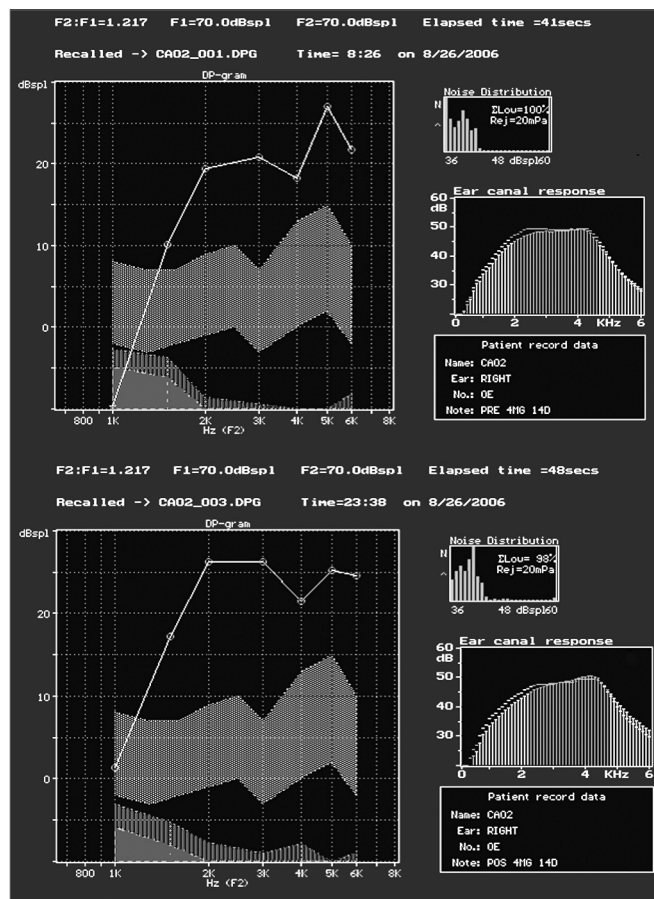 F2:F1=1.217 F1=70.0dBspl F2=70.0dBspl Elapsed time =41secs
Recalled -> CAO2_001.DPG Time= 8:26 on 8/26/2006
DP-gram
dBspl
20
10
0
800 1K 2K 3K 4K 5K 6K 8K
Hz (F2)
Noise Distribution
N
^
ΣLow=100%
Rej=20mPa
36 48 dBspl60
Ear canal response
60
dB
50
40
30
0 2 4 KHz 6
Patient record data
Name: CAO2
Ear: RIGHT
No.: OE
Note: PRE 4MG 14D
F2:F1=1.217 F1=70.0dBspl F2=70.0dBspl Elapsed time =48secs
Recalled -> CAO2_003.DPG Time=23:38 on 8/26/2006
DP-gram
dBspl
20
10
0
800 1K 2K 3K 4K 5K 6K 8K
Hz (F2)
Noise Distribution
N
^
ΣLow= 98%
Rej=20mPa
36 48 dBspl60
Ear canal response
60
dB
50
40
30
0 2 4 KHz 6
Patient record data
Name: CAO2
Ear: RIGHT
No.: OE
Note: POS 4MG 14D